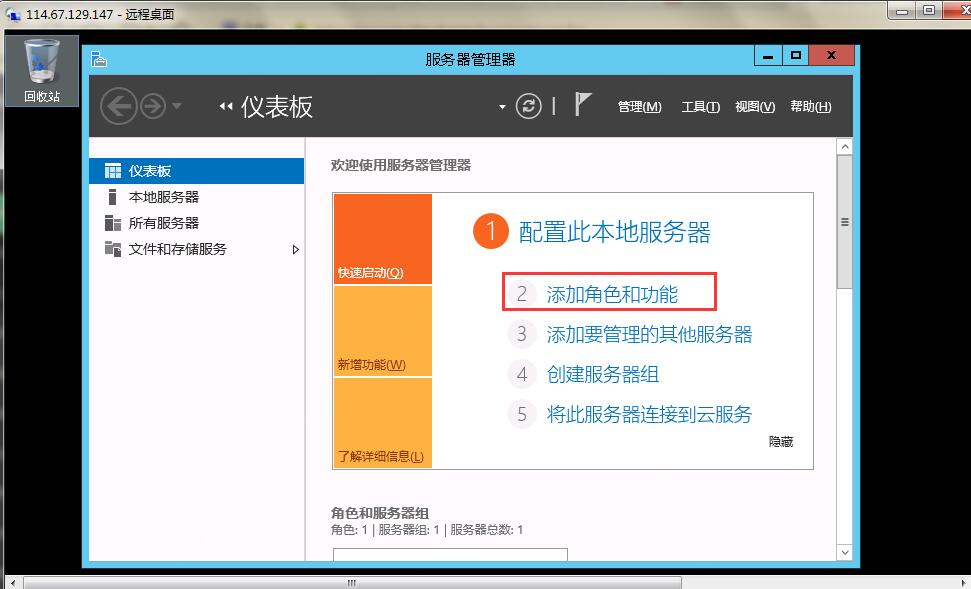 114.67.129.147 - 远程桌面
回收站
服务器管理器
仪表板
管理(M) 工具(T) 视图(V) 帮助(H)
仪表板
本地服务器
所有服务器
文件和存储服务
欢迎使用服务器管理器
快速启动(Q)
新增功能(W)
了解详细信息(L)
1 配置此本地服务器
2 添加角色和功能
3 添加要管理的其他服务器
4 创建服务器组
5 将此服务器连接到云服务
隐藏
角色和服务器组
角色: 1 | 服务器组: 1 | 服务器总数: 1